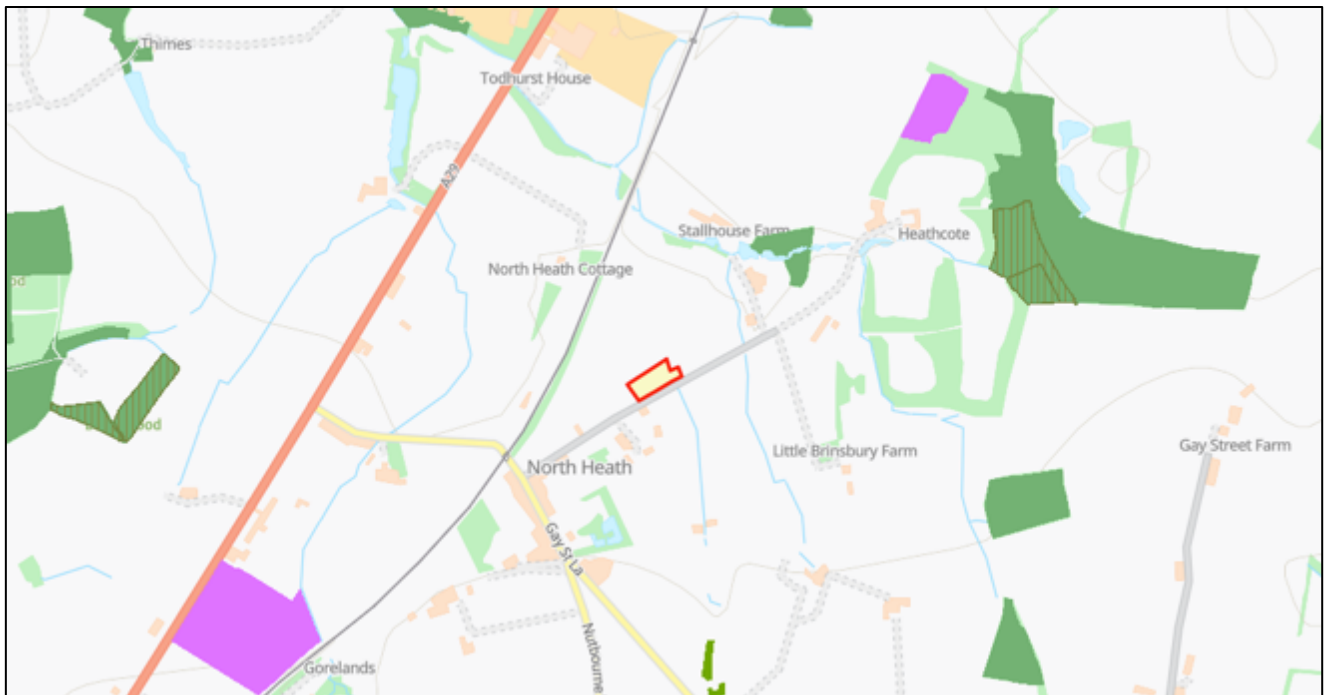 Thimes
Todhurst House
A29
Stallhouse Farm
Heathcote
North Heath Cottage
Little Brinsbury Farm
Gay Street Farm
North Heath
Gay St La
Nutbourne
Gorelands